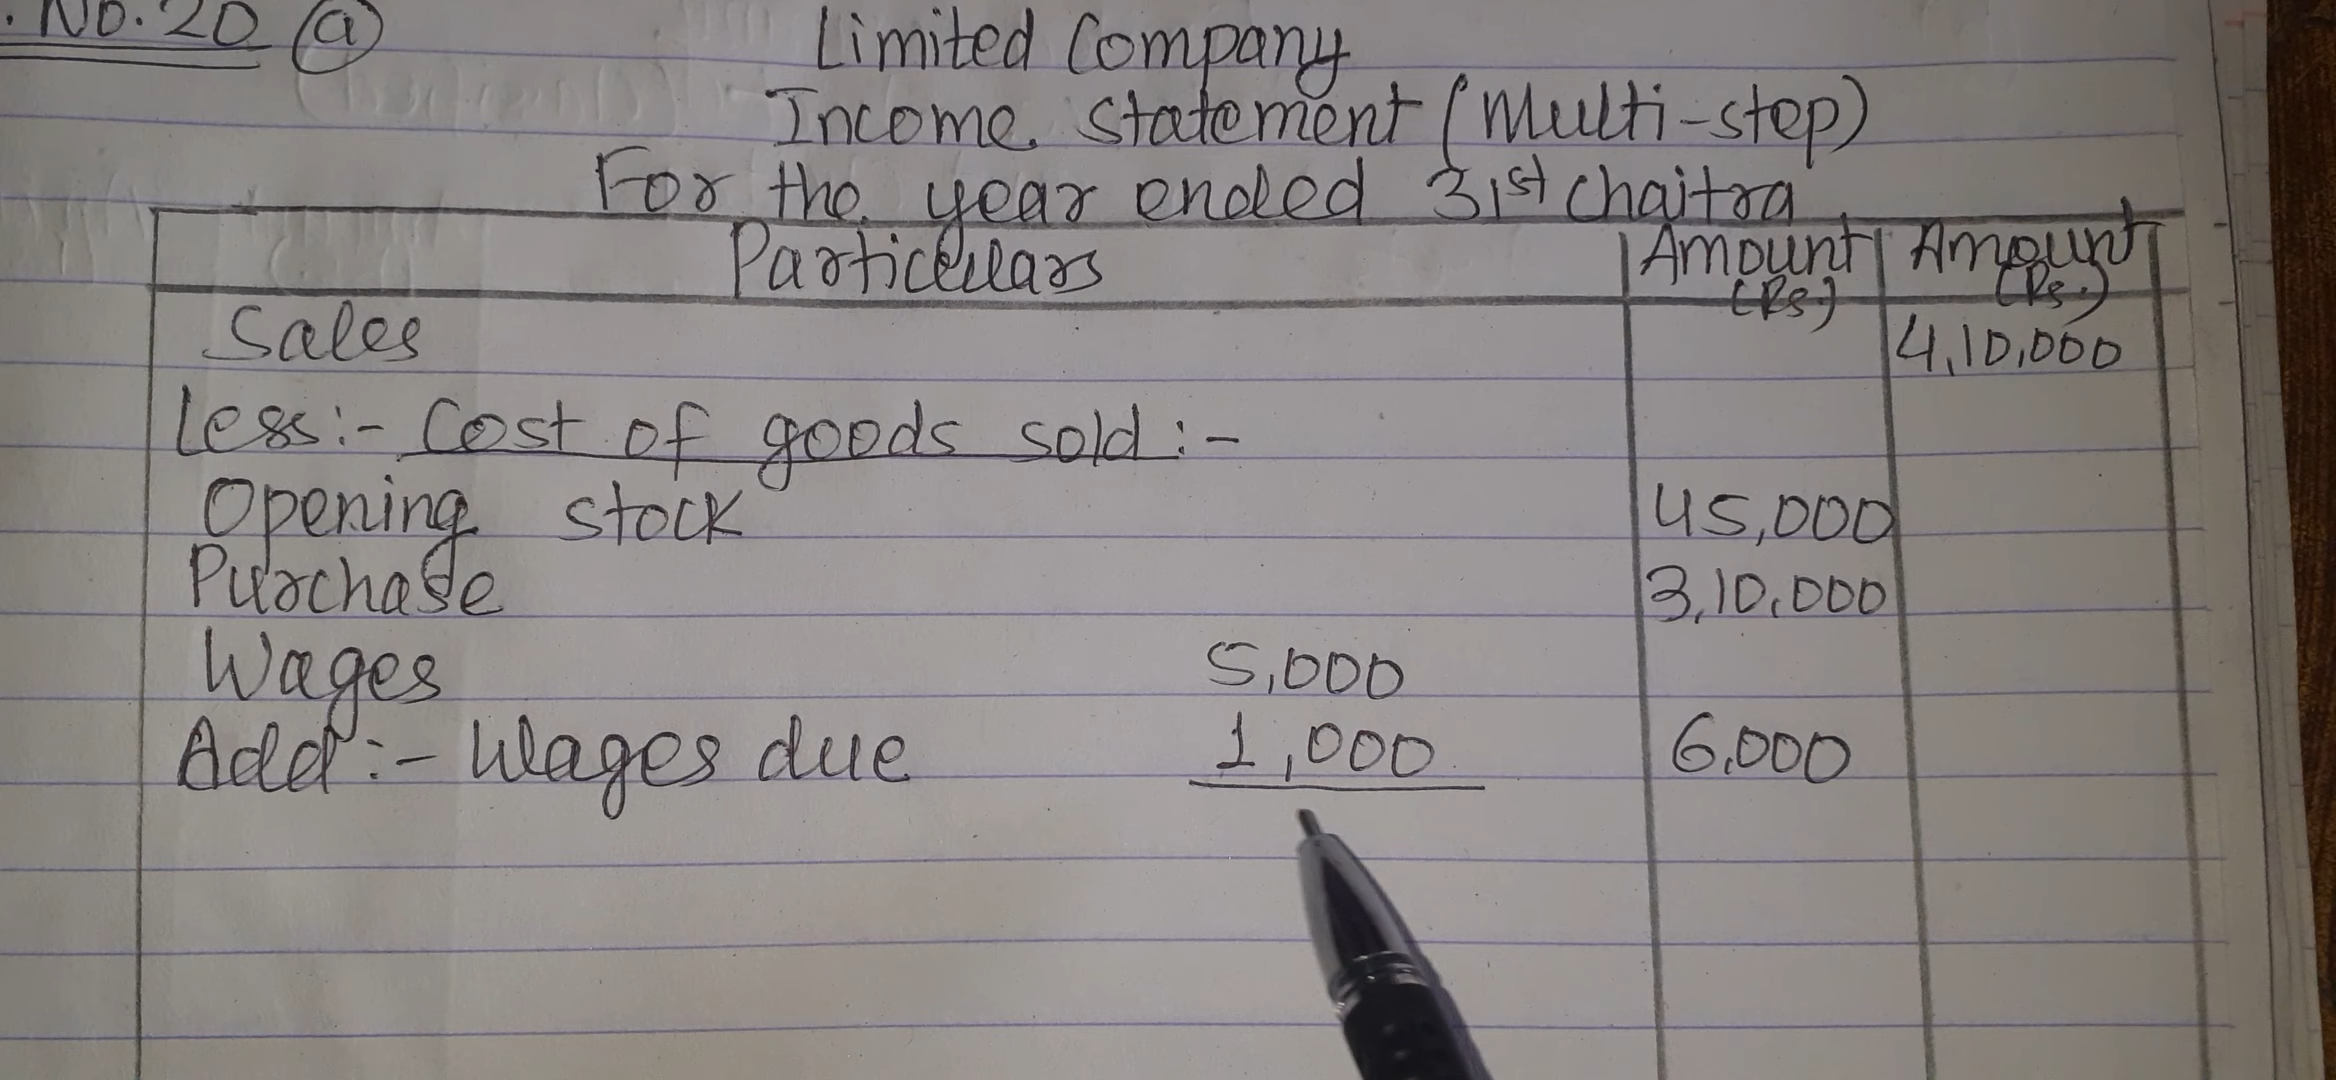 . No. 20 (a)
Limited Company
Income Statement (Multi-step)
For the year ended 31st chaitra
Particulars Amount (Rs.) Amount (Rs.)
Sales 4,10,000
Less:- Cost of goods sold:-
Opening stock 45,000
Purchase 3,10,000
Wages 5,000
Add:- Wages due 1,000 6,000